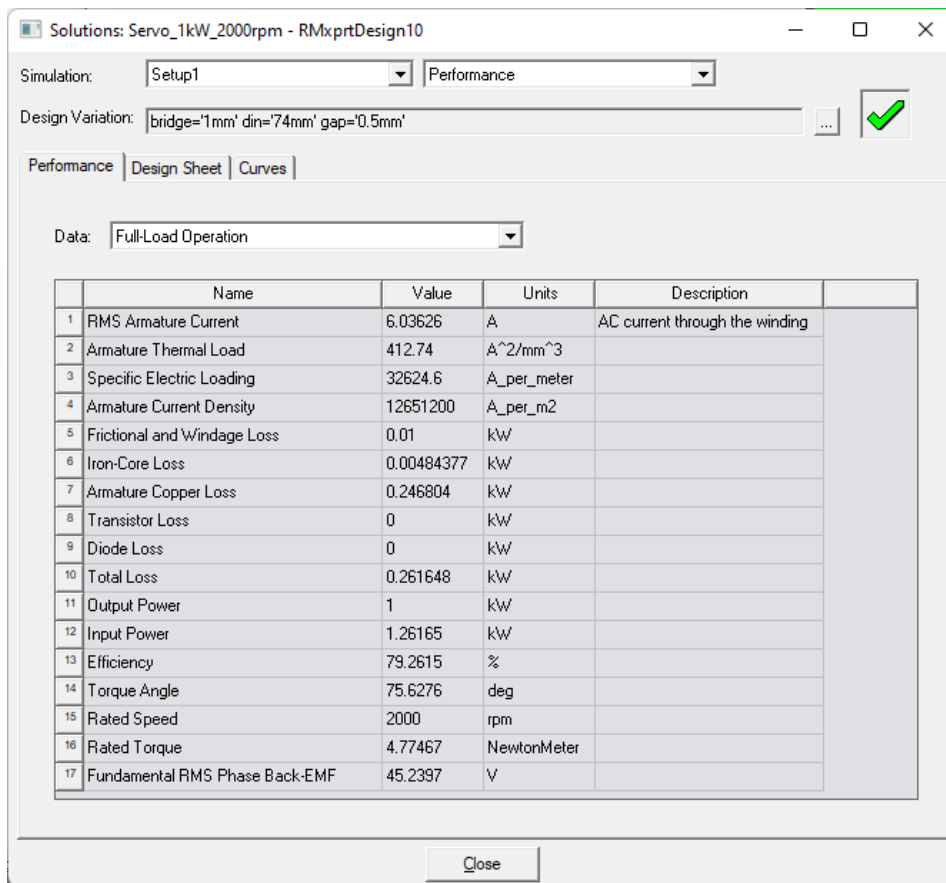 Solutions: Servo_1kW_2000rpm - RMxprtDesign10
Simulation: Setup1 Performance
Design Variation: bridge='1mm' din='74mm' gap='0.5mm' ...
Performance Design Sheet Curves
Data: Full-Load Operation
Name Value Units Description
1 RMS Armature Current 6.03626 A AC current through the winding
2 Armature Thermal Load 412.74 A^2/mm^3
3 Specific Electric Loading 32624.6 A_per_meter
4 Armature Current Density 12651200 A_per_m2
5 Frictional and Windage Loss 0.01 kW
6 Iron-Core Loss 0.00484377 kW
7 Armature Copper Loss 0.246804 kW
8 Transistor Loss 0 kW
9 Diode Loss 0 kW
10 Total Loss 0.261648 kW
11 Output Power 1 kW
12 Input Power 1.26165 kW
13 Efficiency 79.2615 %
14 Torque Angle 75.6276 deg
15 Rated Speed 2000 rpm
16 Rated Torque 4.77467 NewtonMeter
17 Fundamental RMS Phase Back-EMF 45.2397 V
Close